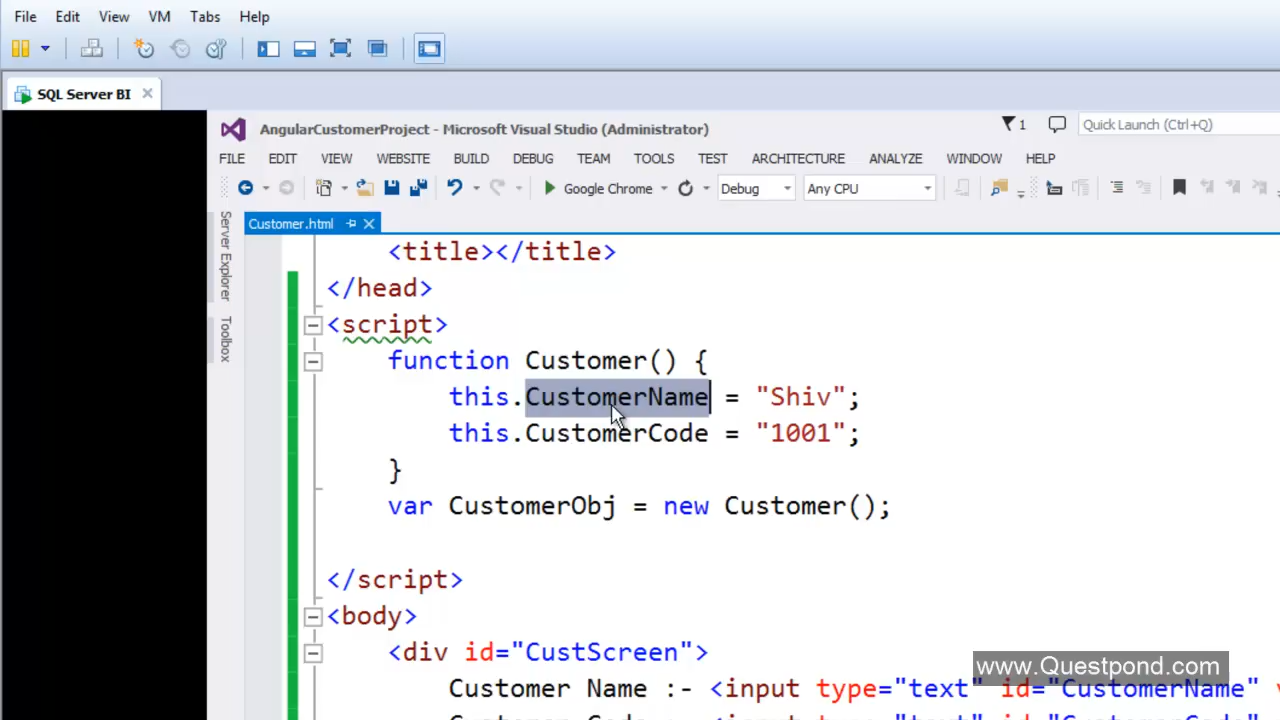 File Edit View VM Tabs Help
SQL Server BI
AngularCustomerProject - Microsoft Visual Studio (Administrator)
1
Quick Launch (Ctrl+Q)
FILE EDIT VIEW WEBSITE BUILD DEBUG TEAM TOOLS TEST ARCHITECTURE ANALYZE WINDOW HELP
Google Chrome Debug Any CPU
Server Explorer
Toolbox
Customer.html
<title></title>
</head>
<script>
function Customer() {
this.CustomerName = "Shiv";
this.CustomerCode = "1001";
}
var CustomerObj = new Customer();
</script>
<body>
<div id="CustScreen">
www.Questpond.com
Customer Name :- <input type="text" id="CustomerName"